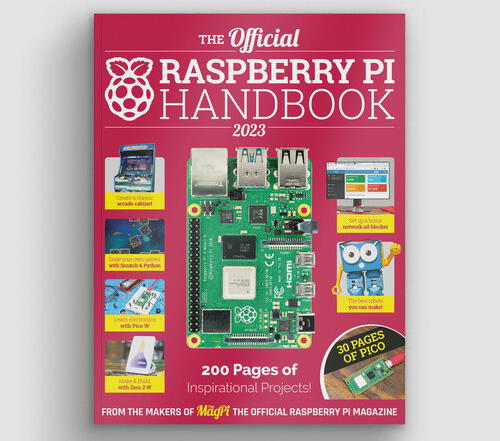 THE Official
RASPBERRY PI
HANDBOOK
2023
Create a classic
arcade cabinet
Code your own games
with Scratch & Python
Learn electronics
with Pico W
Make & Build
with Zero 2 W
Set up a home
network ad-blocker
The best robots
you can make!
HDMI
200 Pages of
Inspirational Projects!
30 PAGES
OF PICO
FROM THE MAKERS OF MagPi THE OFFICIAL RASPBERRY PI MAGAZINE